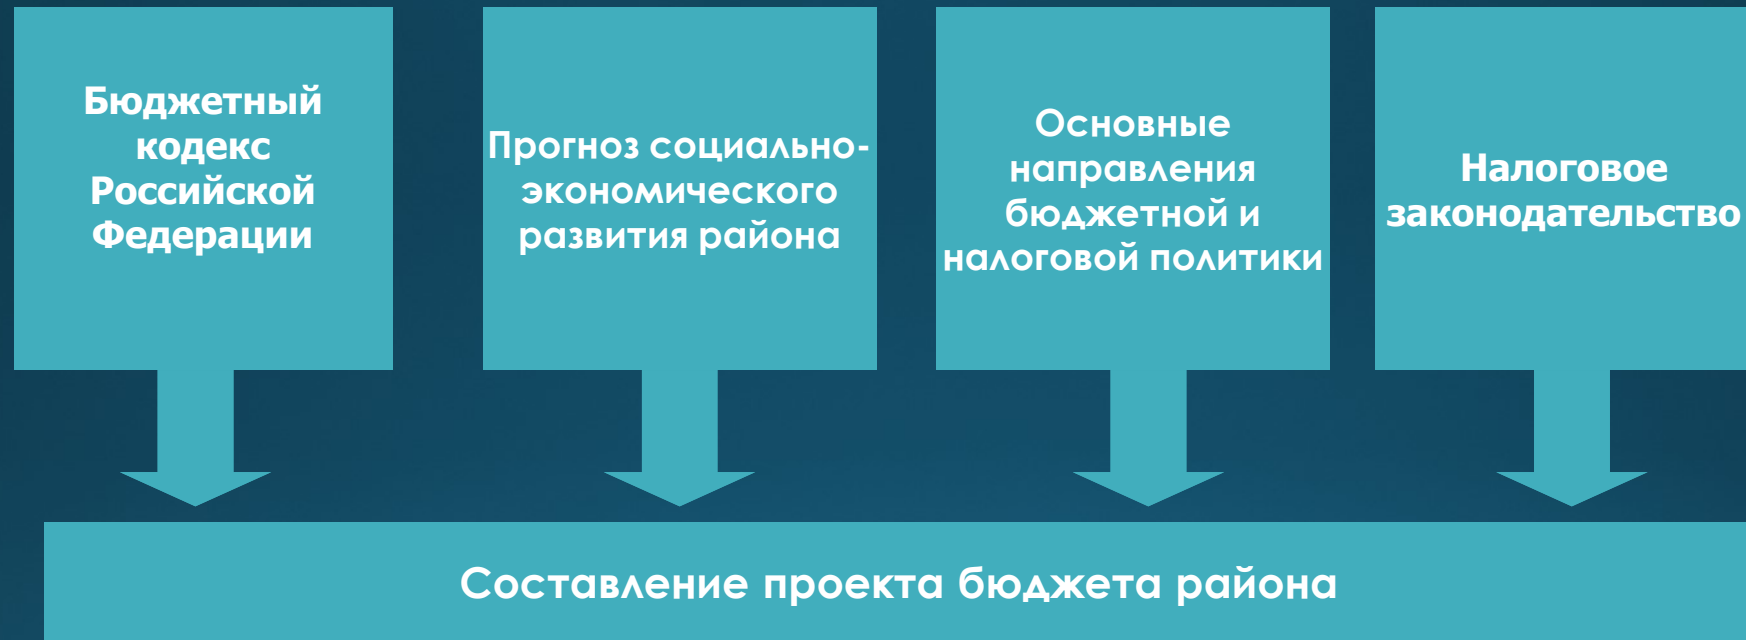 Бюджетный
кодекс
Российской
Федерации
Прогноз социально-
экономического
развития района
Основные
направления
бюджетной и
налоговой политики
Налоговое
законодательство
Составление проекта бюджета района